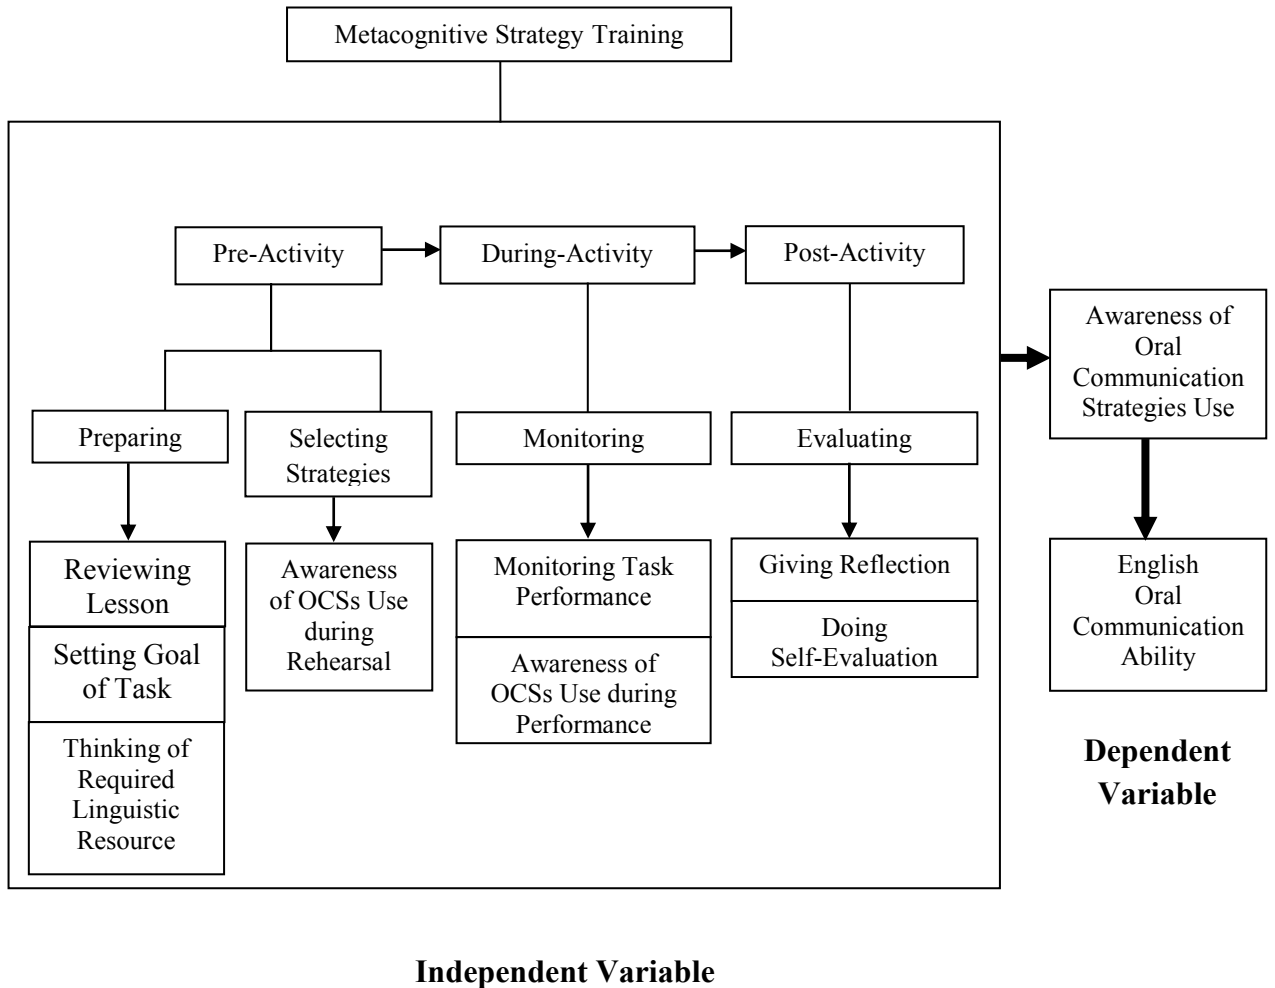 Metacognitive Strategy Training
Pre-Activity
During-Activity
Post-Activity
Preparing
Selecting
Strategies
Monitoring
Evaluating
Reviewing
Lesson
Setting Goal
of Task
Thinking of
Required
Linguistic
Resource
Awareness
of OCSs Use
during
Rehearsal
Monitoring Task
Performance
Awareness of
OCSs Use during
Performance
Giving Reflection
Doing
Self-Evaluation
Awareness of
Oral
Communication
Strategies Use
English
Oral
Communication
Ability
Dependent
Variable
Independent Variable